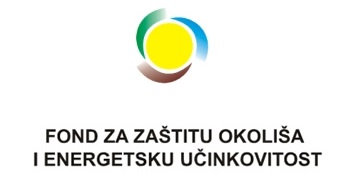 FOND ZA ZAŠTITU OKOLIŠA
I ENERGETSKU UČINKOVITOST